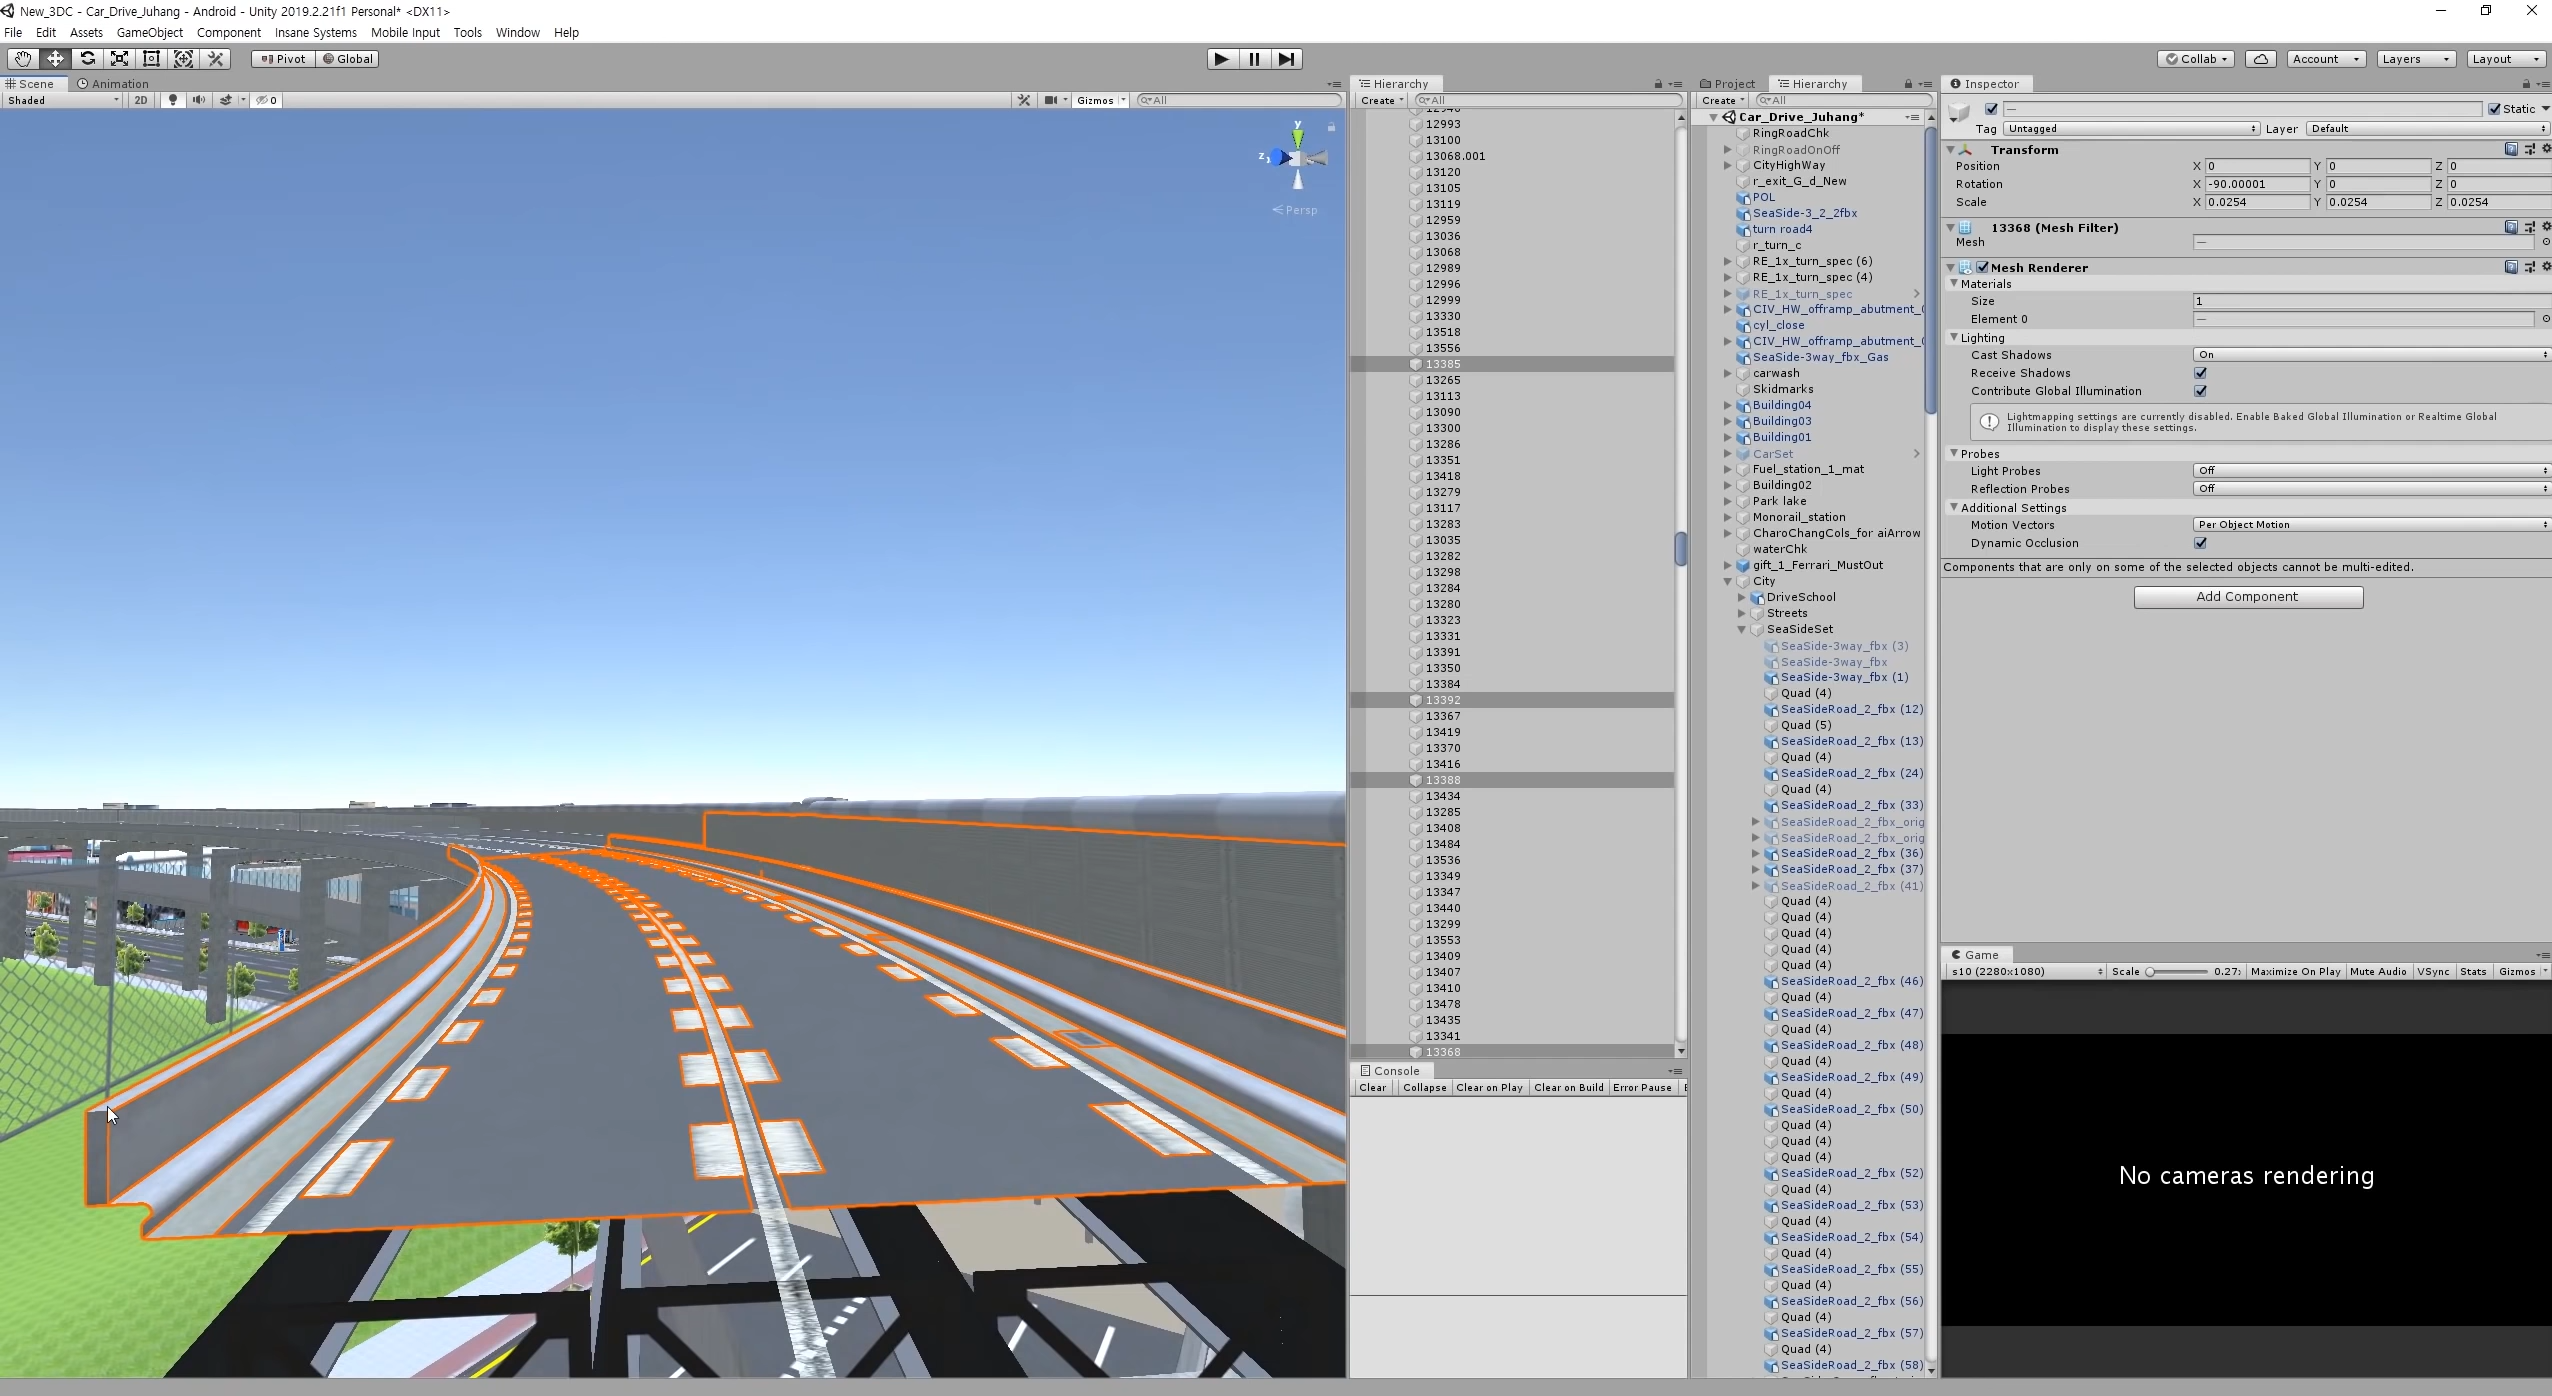 New_3DC - Car_Drive_Juhang - Android - Unity 2019.2.21f1 Personal* <DX11>
File Edit Assets GameObject Component Insane Systems Mobile Input Tools Window Help
Pivot Global
Collab Account Layers Layout
Scene Animation
Shaded 2D 0 Gizmos All
y
z
Persp
Hierarchy
Create All
12993
13100
13068.001
13120
13105
13119
12959
13036
13068
12989
12996
12999
13330
13518
13556
13385
13265
13113
13090
13300
13286
13351
13418
13279
13117
13283
13035
13282
13298
13284
13280
13323
13331
13391
13350
13384
13392
13367
13419
13370
13416
13388
13434
13285
13408
13484
13536
13349
13347
13440
13299
13553
13409
13407
13410
13478
13435
13341
13368
Console
Clear Collapse Clear on Play Clear on Build Error Pause
Project Hierarchy
Create All
Car_Drive_Juhang*
RingRoadChk
RingRoadOnOff
CityHighWay
r_exit_G_d_New
POL
SeaSide-3_2_2fbx
turn road4
r_turn_c
RE_1x_turn_spec (6)
RE_1x_turn_spec (4)
RE_1x_turn_spec
CIV_HW_offramp_abutment_
cyl_close
CIV_HW_offramp_abutment_
SeaSide-3way_fbx_Gas
carwash
Skidmarks
Building04
Building03
Building01
CarSet
Fuel_station_1_mat
Building02
Park lake
Monorail_station
CharoChangCols_for aiArrow
waterChk
gift_1_Ferrari_MustOut
City
DriveSchool
Streets
SeaSideSet
SeaSide-3way_fbx (3)
SeaSide-3way_fbx
SeaSide-3way_fbx (1)
Quad (4)
SeaSideRoad_2_fbx (12)
Quad (5)
SeaSideRoad_2_fbx (13)
Quad (4)
SeaSideRoad_2_fbx (24)
Quad (4)
SeaSideRoad_2_fbx (33)
SeaSideRoad_2_fbx_orig
SeaSideRoad_2_fbx_orig
SeaSideRoad_2_fbx (36)
SeaSideRoad_2_fbx (37)
SeaSideRoad_2_fbx (41)
Quad (4)
Quad (4)
Quad (4)
Quad (4)
Quad (4)
SeaSideRoad_2_fbx (46)
Quad (4)
SeaSideRoad_2_fbx (47)
Quad (4)
SeaSideRoad_2_fbx (48)
Quad (4)
SeaSideRoad_2_fbx (49)
Quad (4)
SeaSideRoad_2_fbx (50)
Quad (4)
Quad (4)
Quad (4)
SeaSideRoad_2_fbx (52)
Quad (4)
SeaSideRoad_2_fbx (53)
Quad (4)
SeaSideRoad_2_fbx (54)
Quad (4)
SeaSideRoad_2_fbx (55)
Quad (4)
SeaSideRoad_2_fbx (56)
Quad (4)
SeaSideRoad_2_fbx (57)
Quad (4)
SeaSideRoad_2_fbx (58)
Inspector
— Static
Tag Untagged Layer Default
Transform
Position X 0 Y 0 Z 0
Rotation X -90.00001 Y 0 Z 0
Scale X 0.0254 Y 0.0254 Z 0.0254
13368 (Mesh Filter)
Mesh —
Mesh Renderer
Materials
Size 1
Element 0 —
Lighting
Cast Shadows On
Receive Shadows
Contribute Global Illumination
Lightmapping settings are currently disabled. Enable Baked Global Illumination or Realtime Global
Illumination to display these settings.
Probes
Light Probes Off
Reflection Probes Off
Additional Settings
Motion Vectors Per Object Motion
Dynamic Occlusion
Components that are only on some of the selected objects cannot be multi-edited.
Add Component
Game
s10 (2280x1080) Scale 0.27: Maximize On Play Mute Audio VSync Stats Gizmos
No cameras rendering